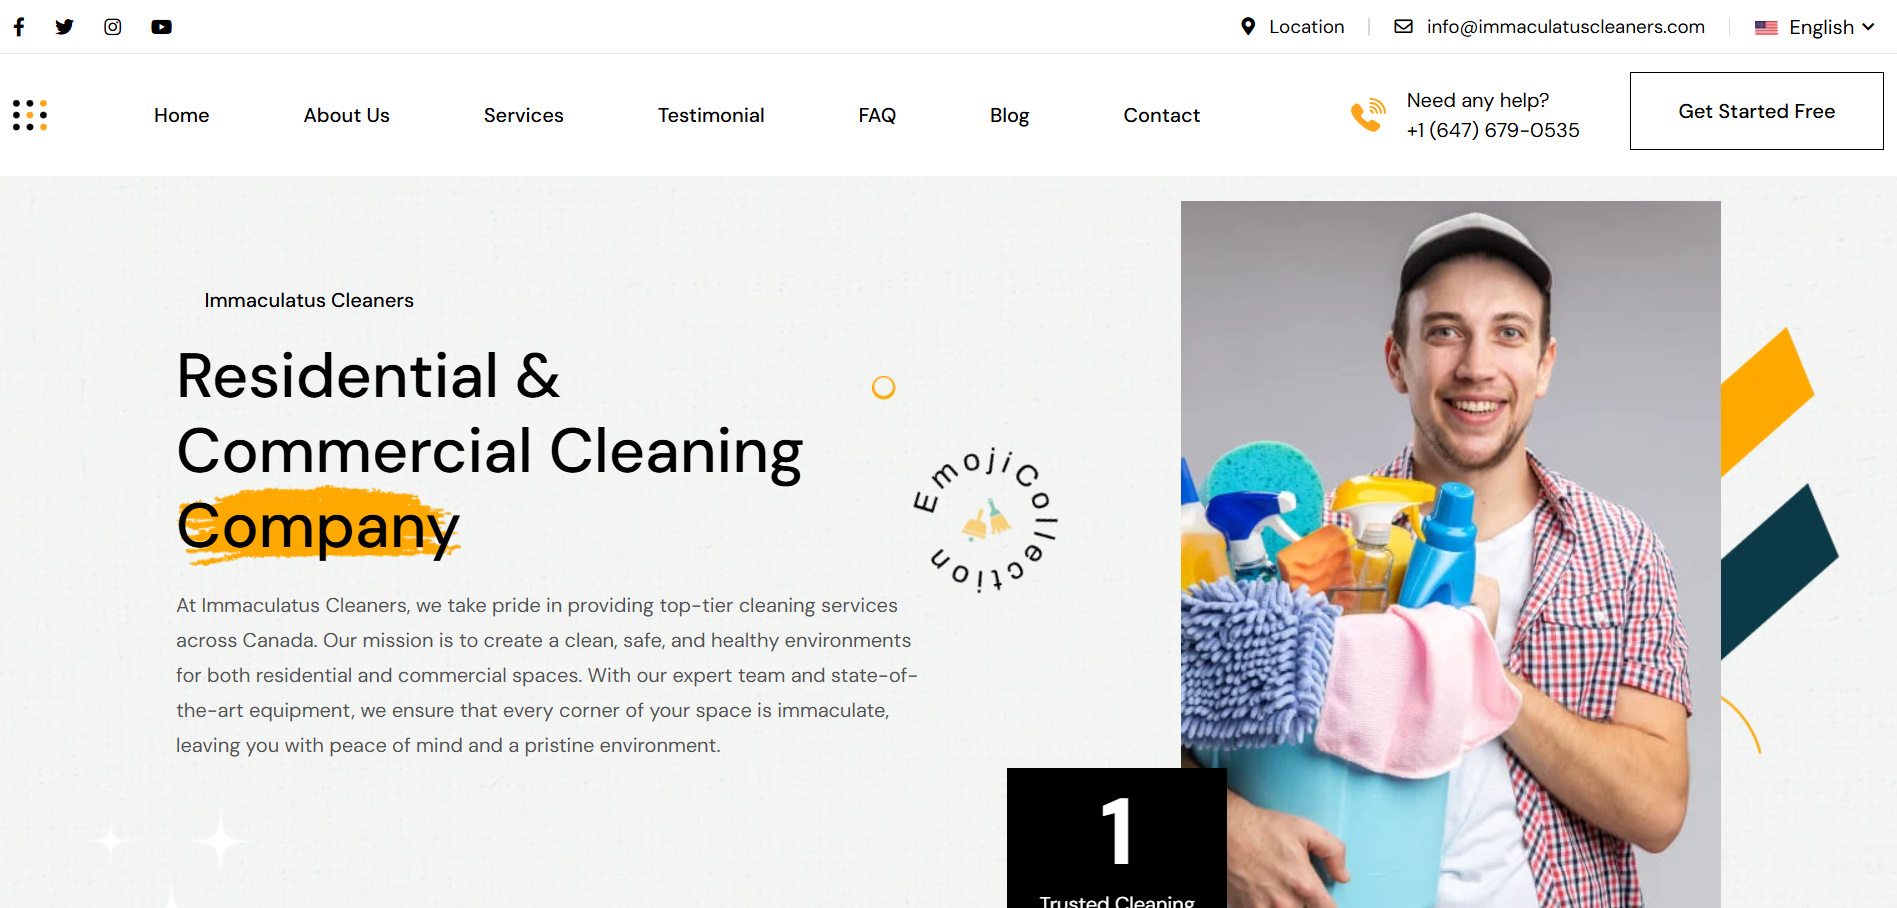 Location
info@immaculatuscleaners.com
English
Home
About Us
Services
Testimonial
FAQ
Blog
Contact
Need any help?
+1 (647) 679-0535
Get Started Free
Immaculatus Cleaners
Residential &
Commercial Cleaning
Company
At Immaculatus Cleaners, we take pride in providing top-tier cleaning services
across Canada. Our mission is to create a clean, safe, and healthy environments
for both residential and commercial spaces. With our expert team and state-of-
the-art equipment, we ensure that every corner of your space is immaculate,
leaving you with peace of mind and a pristine environment.
EmojiCollection
1
Trusted Cleaning